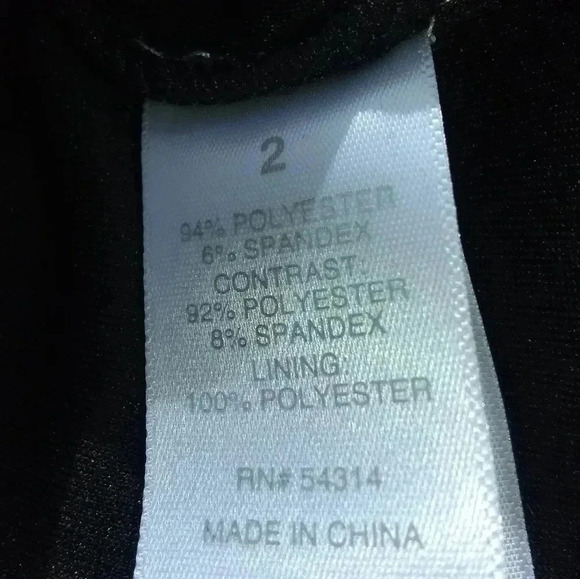 2
94% POLYESTER
6% SPANDEX
CONTRAST:
92% POLYESTER
8% SPANDEX
LINING:
100% POLYESTER
RN# 54314
MADE IN CHINA